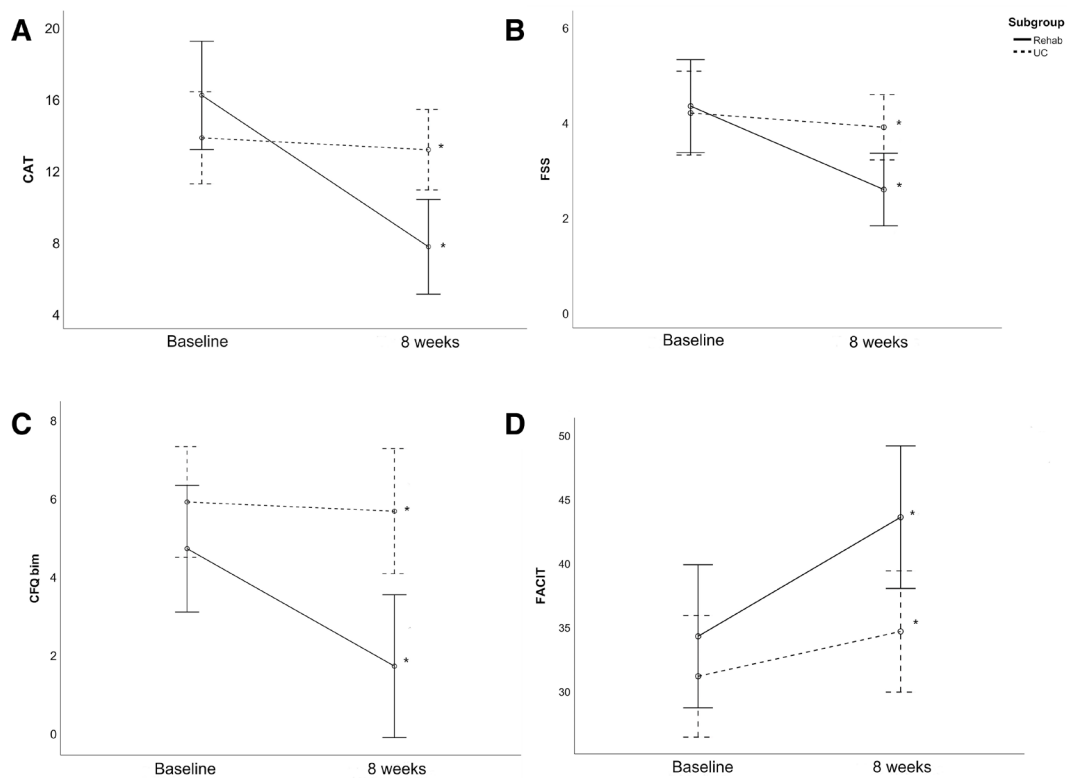 A
20
16
12
8
4
CAT
*
*
Baseline
8 weeks
B
6
4
2
0
FSS
*
*
Baseline
8 weeks
Subgroup
Rehab
UC
C
8
6
4
2
0
CFQ bim
*
*
Baseline
8 weeks
D
50
45
40
35
30
FACIT
*
*
Baseline
8 weeks